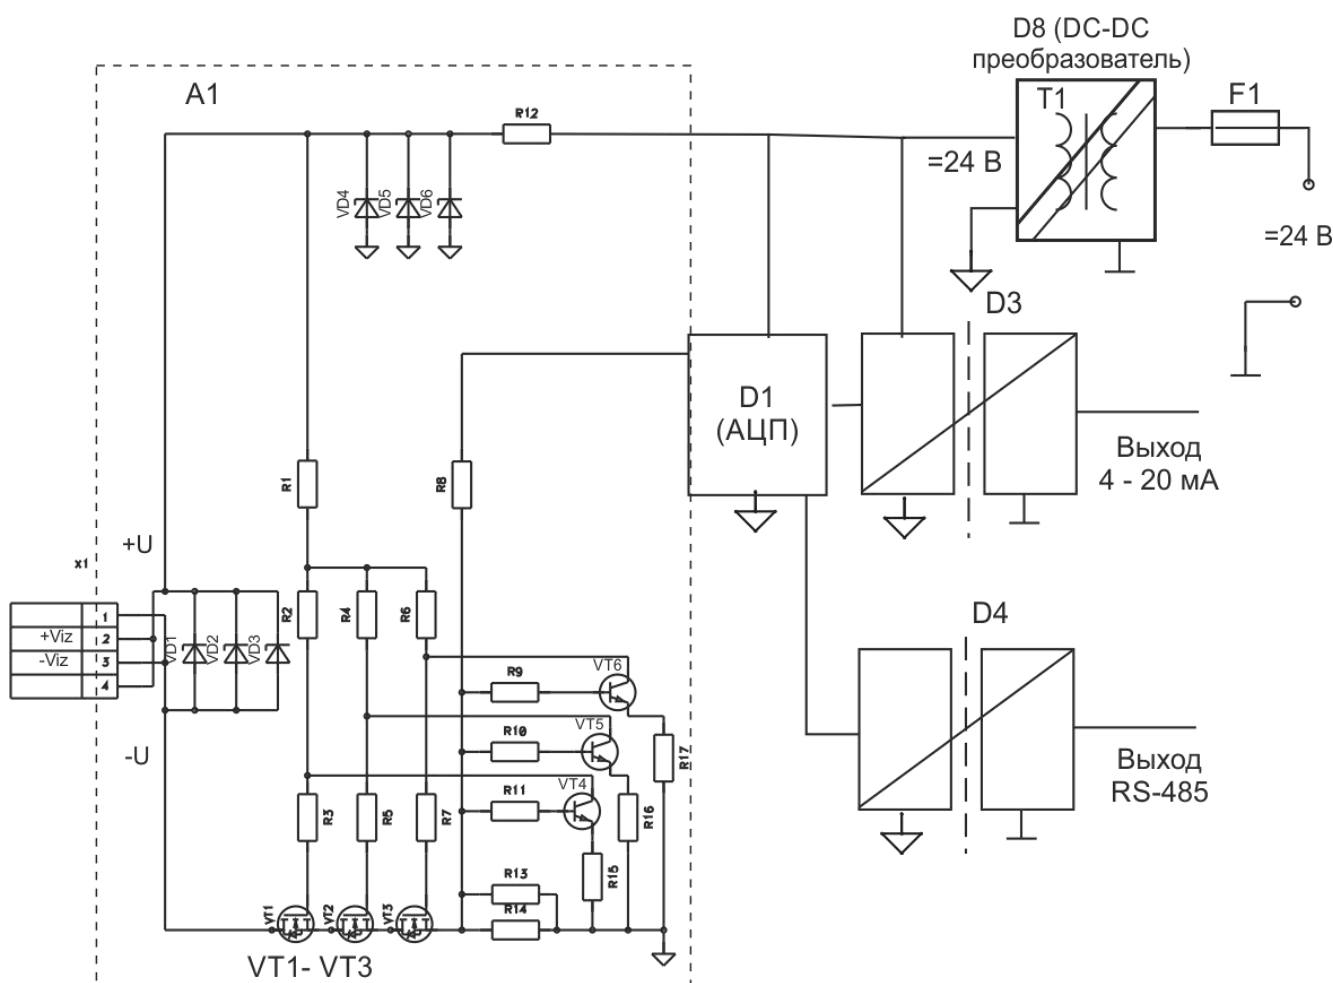 D8 (DC-DC
преобразователь)
A1
T1
F1
R12
=24 В
=24 В
VD4
VD5
VD6
D3
D1
(АЦП)
R1
R8
Выход
4 - 20 мА
+U
x1
1
+Viz
2
-Viz
3
4
VD1
VD2
VD3
R2
R4
R6
D4
R9
VT6
R10
VT5
R17
-U
R11
VT4
R3
R5
R7
R16
Выход
RS-485
R13
R15
R14
VT1
VT2
VT3
VT1- VT3